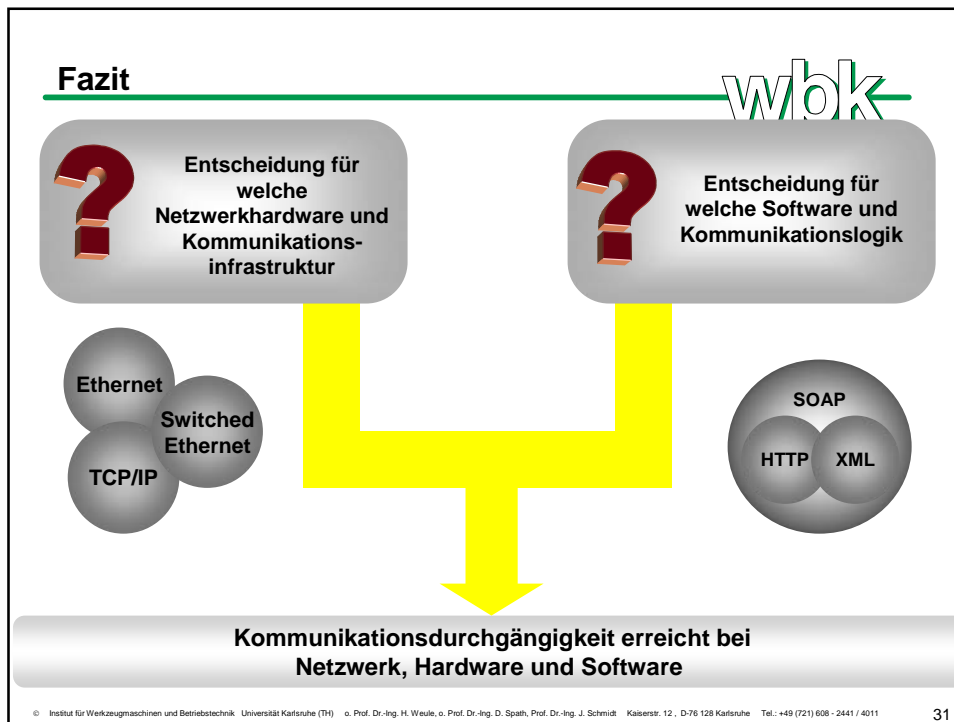 Fazit
wbk
?
Entscheidung für
welche
Netzwerkhardware und
Kommunikations-
infrastruktur
?
Entscheidung für
welche Software und
Kommunikationslogik
Ethernet
Switched
Ethernet
TCP/IP
SOAP
HTTP XML
Kommunikationsdurchgängigkeit erreicht bei
Netzwerk, Hardware und Software
© Institut für Werkzeugmaschinen und Betriebstechnik Universität Karlsruhe (TH) o. Prof. Dr.-Ing. H. Weule, o. Prof. Dr.-Ing. D. Spath, Prof. Dr.-Ing. J. Schmidt Kaiserstr. 12 , D-76 128 Karlsruhe Tel.: +49 (721) 608 - 2441 / 4011 31